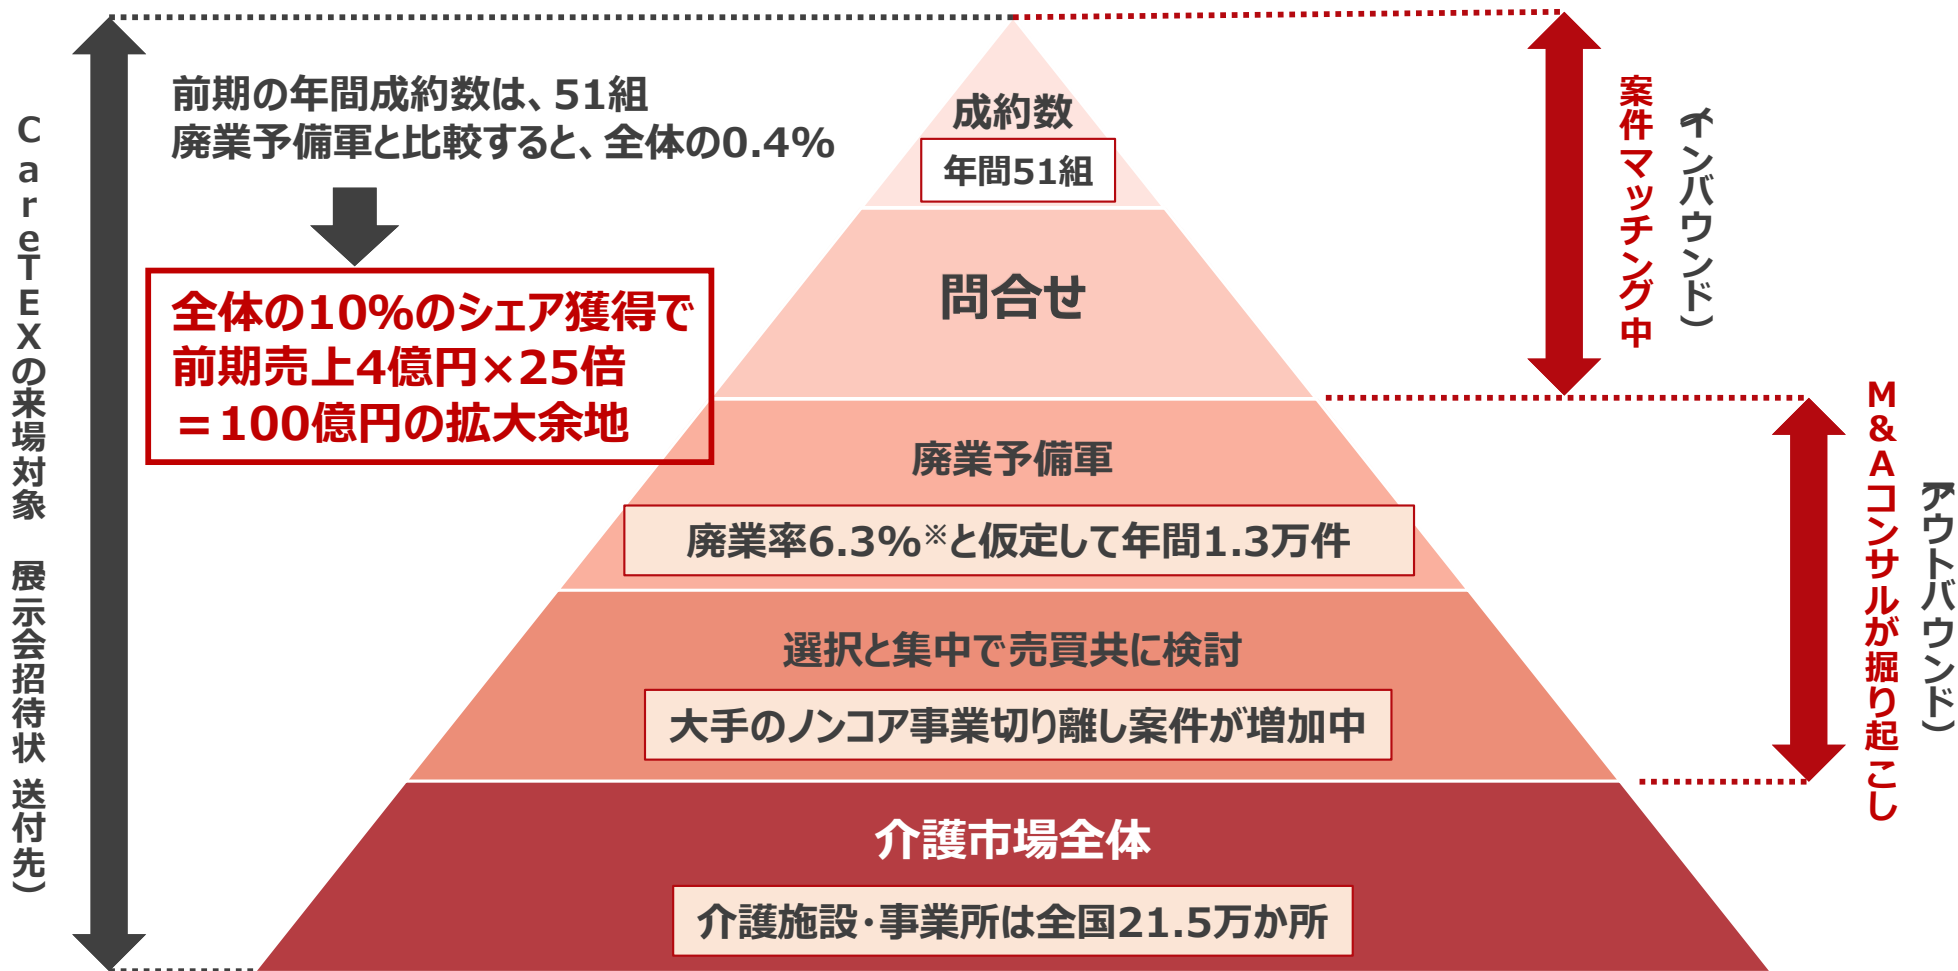 CareTEXの来場対象（展示会招待状 送付先）
前期の年間成約数は、51組
廃業予備軍と比較すると、全体の0.4%
全体の10%のシェア獲得で
前期売上4億円×25倍
＝100億円の拡大余地
成約数
年間51組
問合せ
廃業予備軍
廃業率6.3%※と仮定して年間1.3万件
選択と集中で売買共に検討
大手のノンコア事業切り離し案件が増加中
介護市場全体
介護施設・事業所は全国21.5万か所
案件マッチング中
（インバウンド）
M&Aコンサルが掘り起こし
（アウトバウンド）